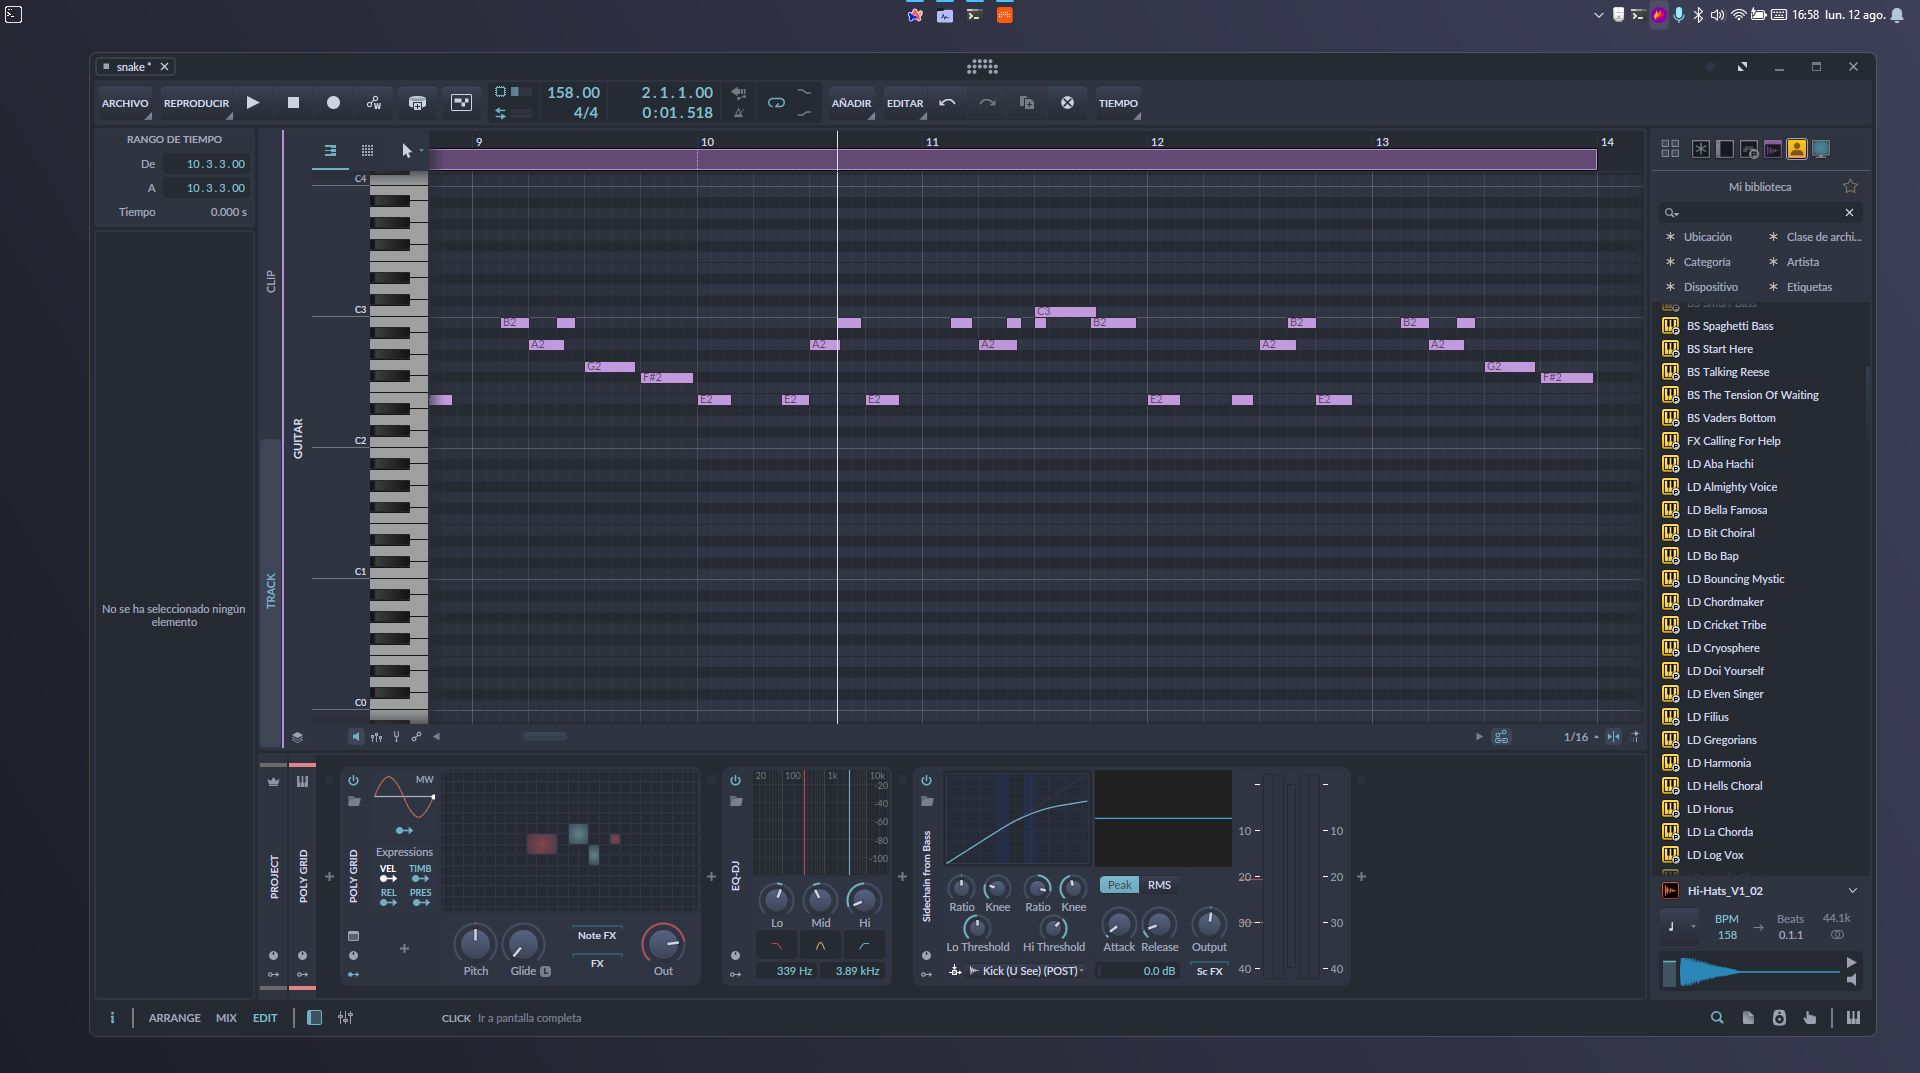 16:58 lun. 12 ago.
snake *
ARCHIVO
REPRODUCIR
158.00
4/4
2.1.1.00
0:01.518
AÑADIR
EDITAR
TIEMPO
RANGO DE TIEMPO
De 10.3.3.00
A 10.3.3.00
Tiempo 0.000 s
No se ha seleccionado ningún
elemento
CLIP
TRACK
GUITAR
9 10 11 12 13 14
C4
C3
C2
C1
C0
C3
B2 B2 B2 B2
A2 A2 A2 A2 A2
G2 G2
F#2 F#2
E2 E2 E2 E2 E2
1/16
Mi biblioteca
Ubicación
Clase de archi...
Categoría
Artista
Dispositivo
Etiquetas
BS Smurf Bass
BS Spaghetti Bass
BS Start Here
BS Talking Reese
BS The Tension Of Waiting
BS Vaders Bottom
FX Calling For Help
LD Aba Hachi
LD Almighty Voice
LD Bella Famosa
LD Bit Choiral
LD Bo Bap
LD Bouncing Mystic
LD Chordmaker
LD Cricket Tribe
LD Cryosphere
LD Doi Yourself
LD Elven Singer
LD Filius
LD Gregorians
LD Harmonia
LD Hells Choral
LD Horus
LD La Chorda
LD Log Vox
Hi-Hats_V1_02
BPM
158
Beats
0.1.1
44.1k
PROJECT
POLY GRID
POLY GRID
MW
Expressions
VEL TIMB
REL PRES
Pitch
Glide L
Note FX
FX
Out
EQ-DJ
20 100 1k 10k
-20
-40
-60
-80
-100
Lo Mid Hi
339 Hz 3.89 kHz
Sidechain from Bass
Ratio Knee Ratio Knee
Lo Threshold Hi Threshold
Kick (U See) (POST)
Peak RMS
Attack Release Output
0.0 dB
Sc FX
10 10
20 20
30 30
40 40
i
ARRANGE MIX EDIT
CLICK Ir a pantalla completa